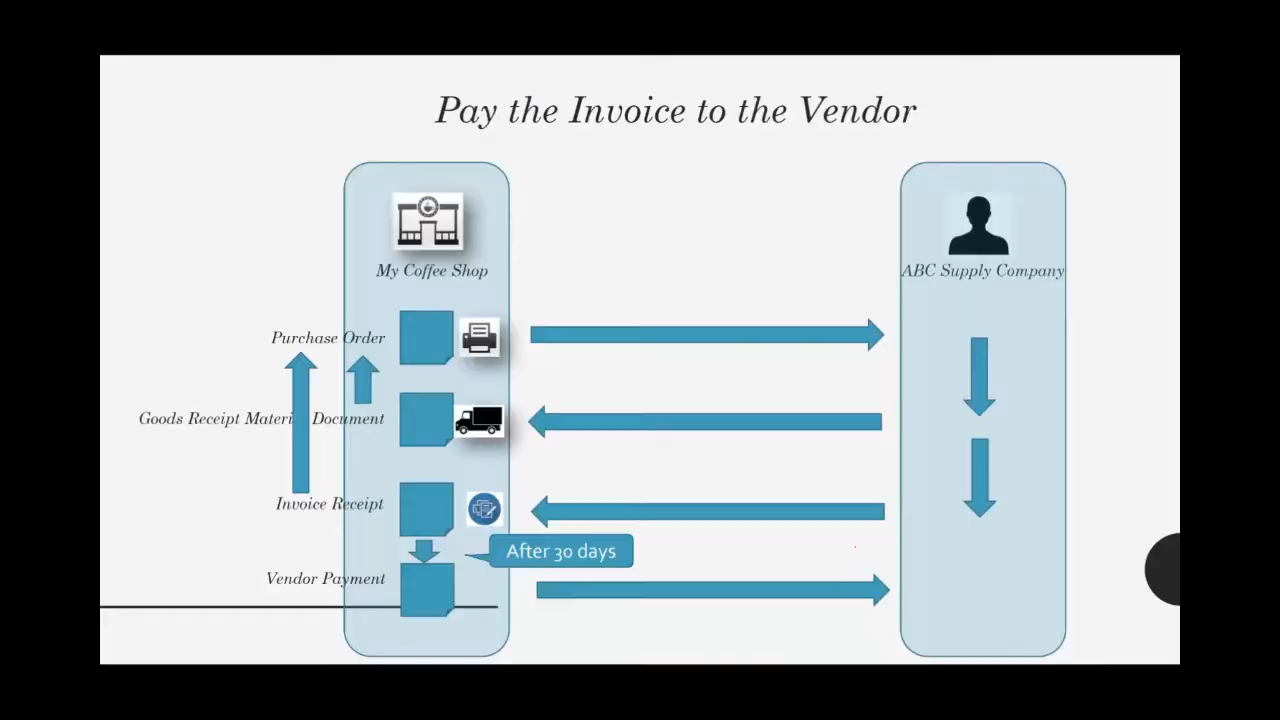 Pay the Invoice to the Vendor
My Coffee Shop
ABC Supply Company
Purchase Order
Goods Receipt Materi Document
Invoice Receipt
After 30 days
Vendor Payment